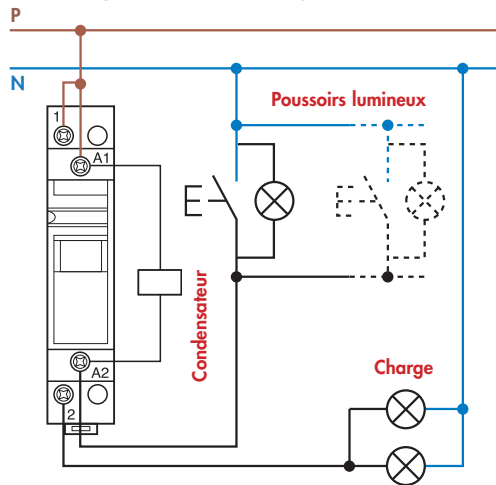 P
N
Poussoirs lumineux
1
A1
Condensateur
A2
2
Charge